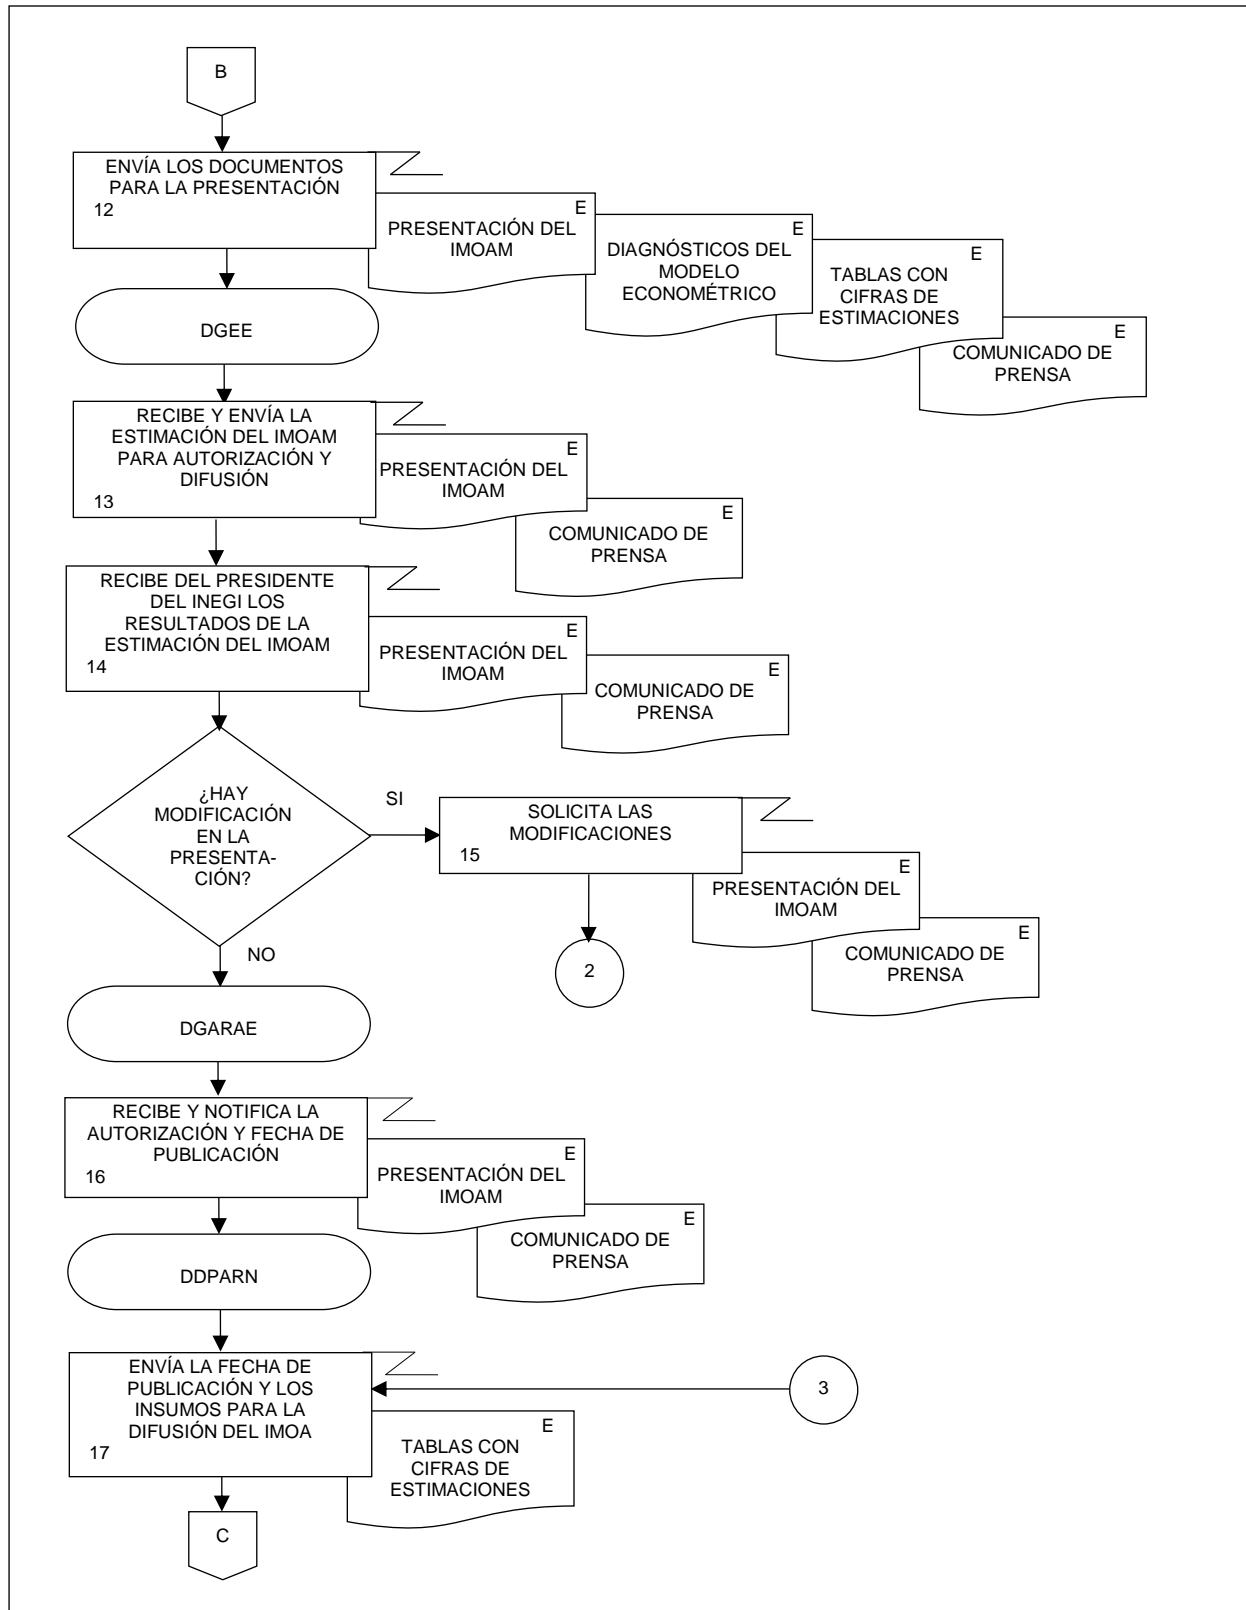 B
ENVÍA LOS DOCUMENTOS
PARA LA PRESENTACIÓN
12
E
PRESENTACIÓN DEL
IMOAM
E
DIAGNÓSTICOS DEL
MODELO
ECONOMÉTRICO
E
TABLAS CON
CIFRAS DE
ESTIMACIONES
E
COMUNICADO DE
PRENSA
DGEE
RECIBE Y ENVÍA LA
ESTIMACIÓN DEL IMOAM
PARA AUTORIZACIÓN Y
DIFUSIÓN
13
E
PRESENTACIÓN DEL
IMOAM
E
COMUNICADO DE
PRENSA
RECIBE DEL PRESIDENTE
DEL INEGI LOS
RESULTADOS DE LA
ESTIMACIÓN DEL IMOAM
14
E
PRESENTACIÓN DEL
IMOAM
E
COMUNICADO DE
PRENSA
¿HAY
MODIFICACIÓN
EN LA
PRESENTA-
CIÓN?
SI
SOLICITA LAS
MODIFICACIONES
15
E
PRESENTACIÓN DEL
IMOAM
E
COMUNICADO DE
PRENSA
2
NO
DGARAE
RECIBE Y NOTIFICA LA
AUTORIZACIÓN Y FECHA DE
PUBLICACIÓN
16
E
PRESENTACIÓN DEL
IMOAM
E
COMUNICADO DE
PRENSA
DDPARN
ENVÍA LA FECHA DE
PUBLICACIÓN Y LOS
INSUMOS PARA LA
DIFUSIÓN DEL IMOA
17
3
E
TABLAS CON
CIFRAS DE
ESTIMACIONES
C